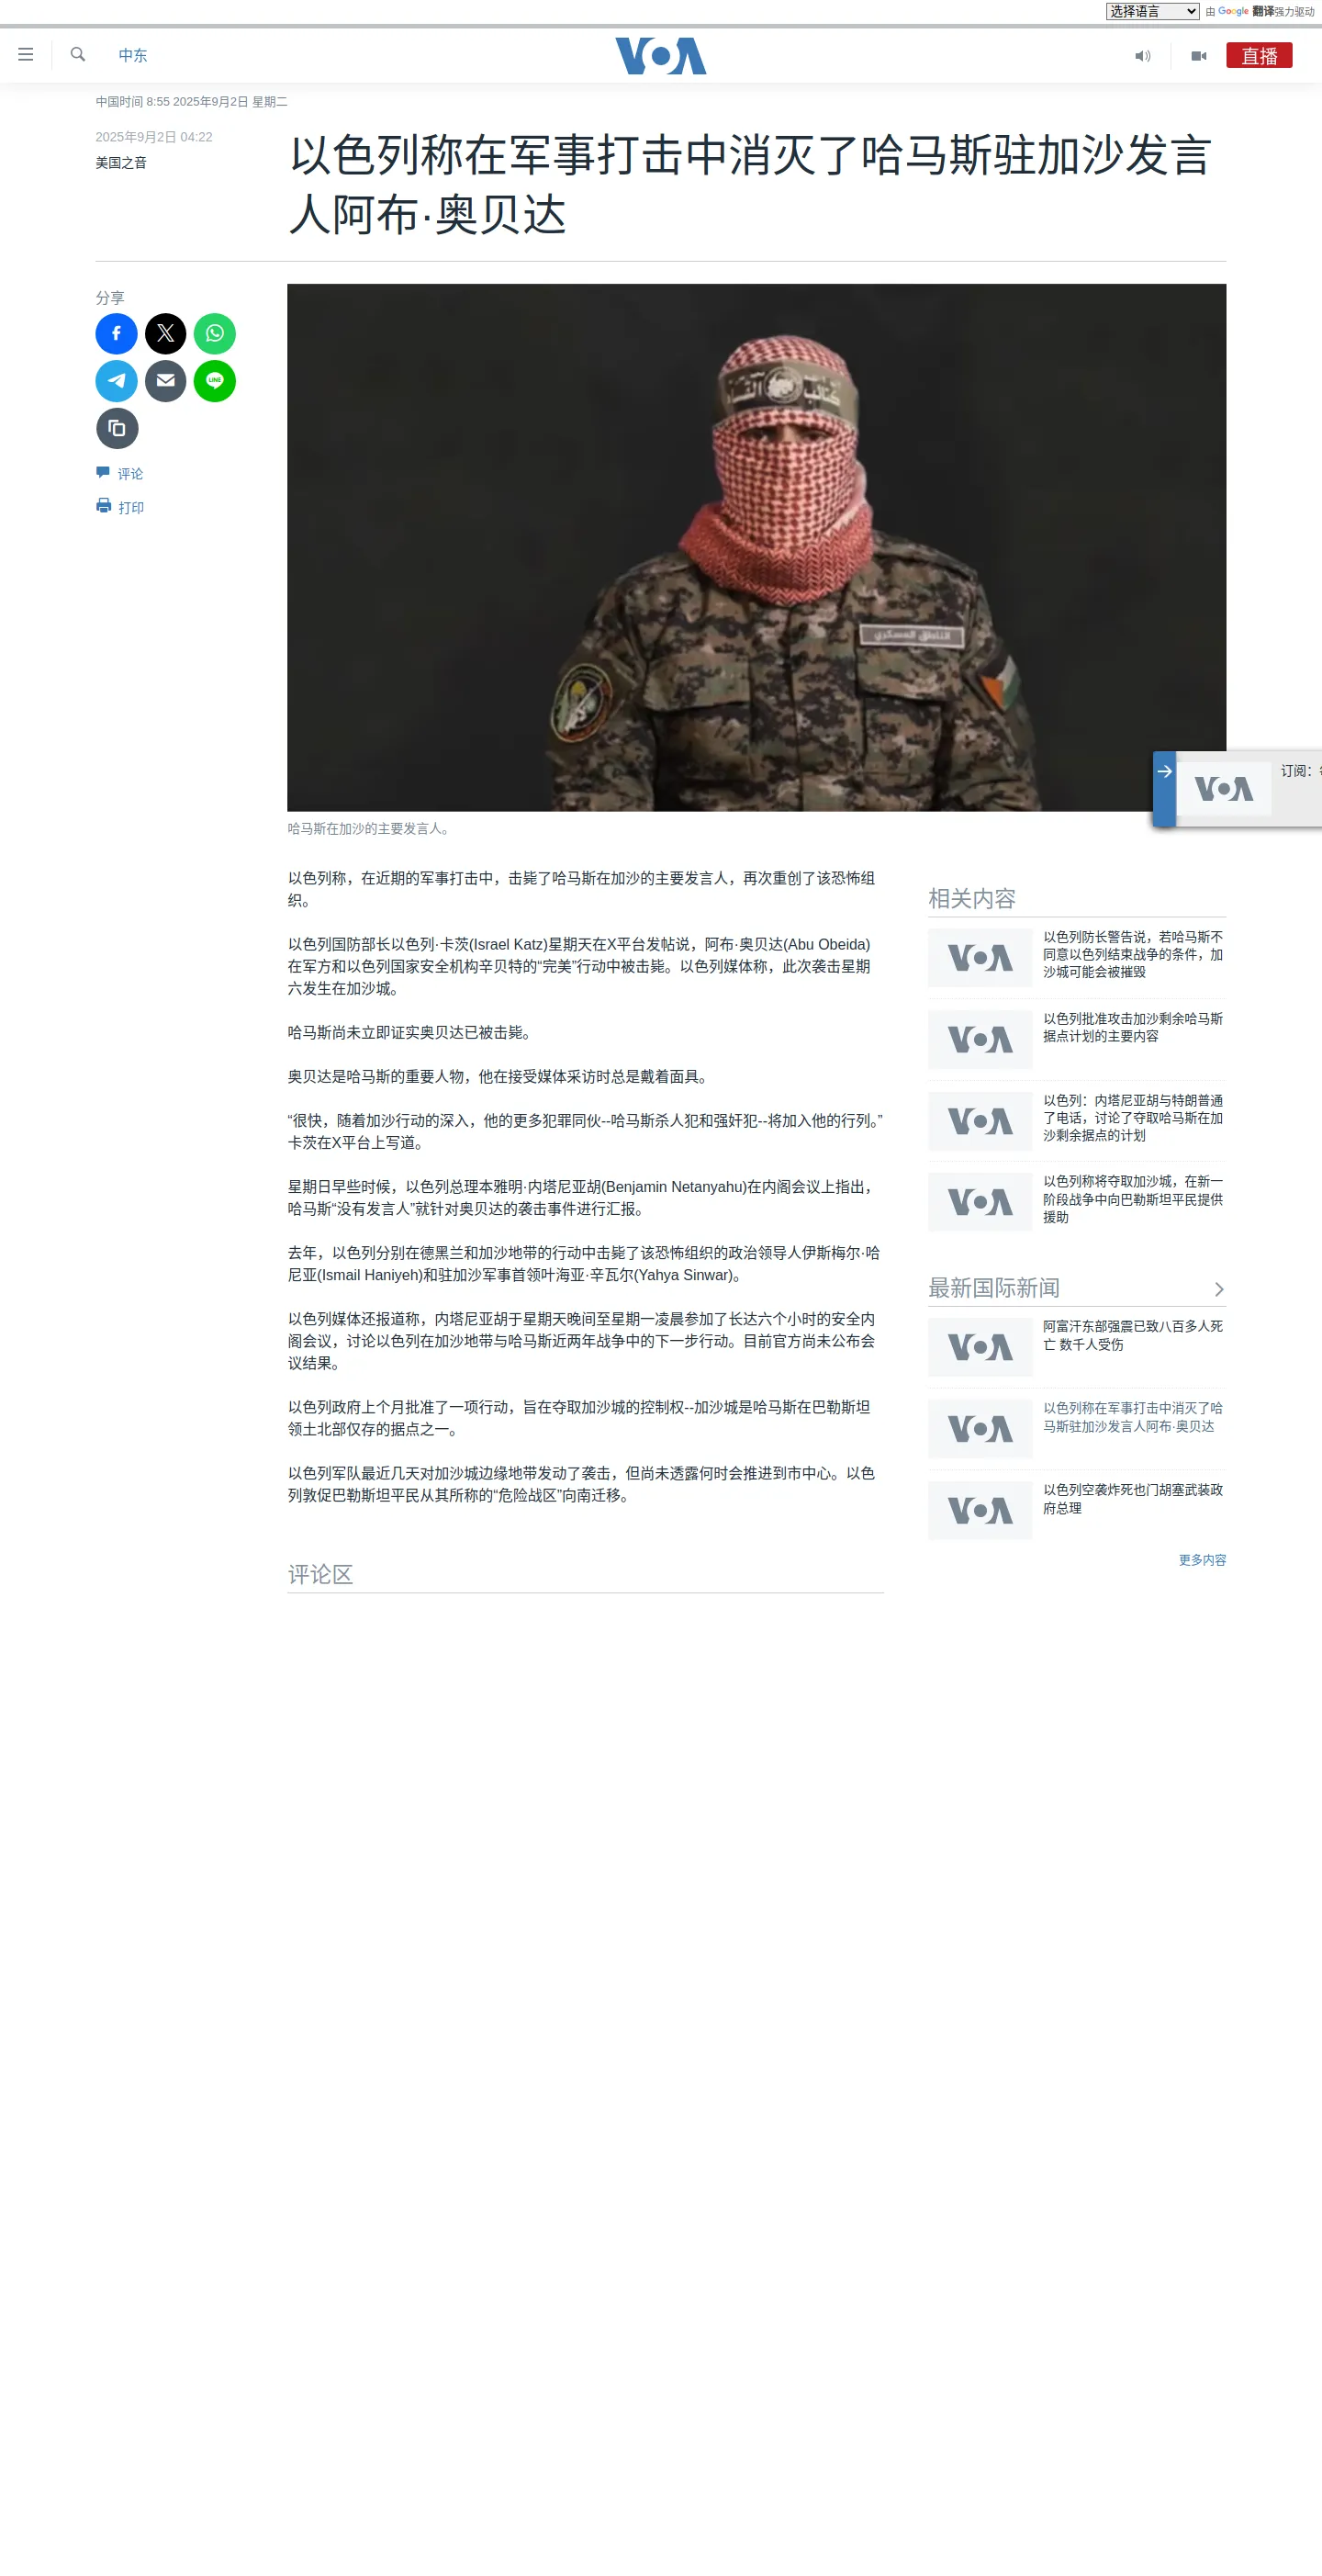 选择语言 由 Google 翻译强力驱动
中东
VOA
直播
中国时间 8:55 2025年9月2日 星期二
2025年9月2日 04:22
美国之音
以色列称在军事打击中消灭了哈马斯驻加沙发言
人阿布·奥贝达
分享
LINE
评论
打印
كتائب القسام
الناطق العسكري
VOA
订阅：
哈马斯在加沙的主要发言人。
以色列称，在近期的军事打击中，击毙了哈马斯在加沙的主要发言人，再次重创了该恐怖组
织。
以色列国防部长以色列·卡茨(Israel Katz)星期天在X平台发帖说，阿布·奥贝达(Abu Obeida)
在军方和以色列国家安全机构辛贝特的“完美”行动中被击毙。以色列媒体称，此次袭击星期
六发生在加沙城。
哈马斯尚未立即证实奥贝达已被击毙。
奥贝达是哈马斯的重要人物，他在接受媒体采访时总是戴着面具。
“很快，随着加沙行动的深入，他的更多犯罪同伙--哈马斯杀人犯和强奸犯--将加入他的行列。”
卡茨在X平台上写道。
星期日早些时候，以色列总理本雅明·内塔尼亚胡(Benjamin Netanyahu)在内阁会议上指出，
哈马斯“没有发言人”就针对奥贝达的袭击事件进行汇报。
去年，以色列分别在德黑兰和加沙地带的行动中击毙了该恐怖组织的政治领导人伊斯梅尔·哈
尼亚(Ismail Haniyeh)和驻加沙军事首领叶海亚·辛瓦尔(Yahya Sinwar)。
以色列媒体还报道称，内塔尼亚胡于星期天晚间至星期一凌晨参加了长达六个小时的安全内
阁会议，讨论以色列在加沙地带与哈马斯近两年战争中的下一步行动。目前官方尚未公布会
议结果。
以色列政府上个月批准了一项行动，旨在夺取加沙城的控制权--加沙城是哈马斯在巴勒斯坦
领土北部仅存的据点之一。
以色列军队最近几天对加沙城边缘地带发动了袭击，但尚未透露何时会推进到市中心。以色
列敦促巴勒斯坦平民从其所称的“危险战区”向南迁移。
评论区
相关内容
VOA
以色列防长警告说，若哈马斯不
同意以色列结束战争的条件，加
沙城可能会被摧毁
VOA
以色列批准攻击加沙剩余哈马斯
据点计划的主要内容
VOA
以色列：内塔尼亚胡与特朗普通
了电话，讨论了夺取哈马斯在加
沙剩余据点的计划
VOA
以色列称将夺取加沙城，在新一
阶段战争中向巴勒斯坦平民提供
援助
最新国际新闻
VOA
阿富汗东部强震已致八百多人死
亡 数千人受伤
VOA
以色列称在军事打击中消灭了哈
马斯驻加沙发言人阿布·奥贝达
VOA
以色列空袭炸死也门胡塞武装政
府总理
更多内容